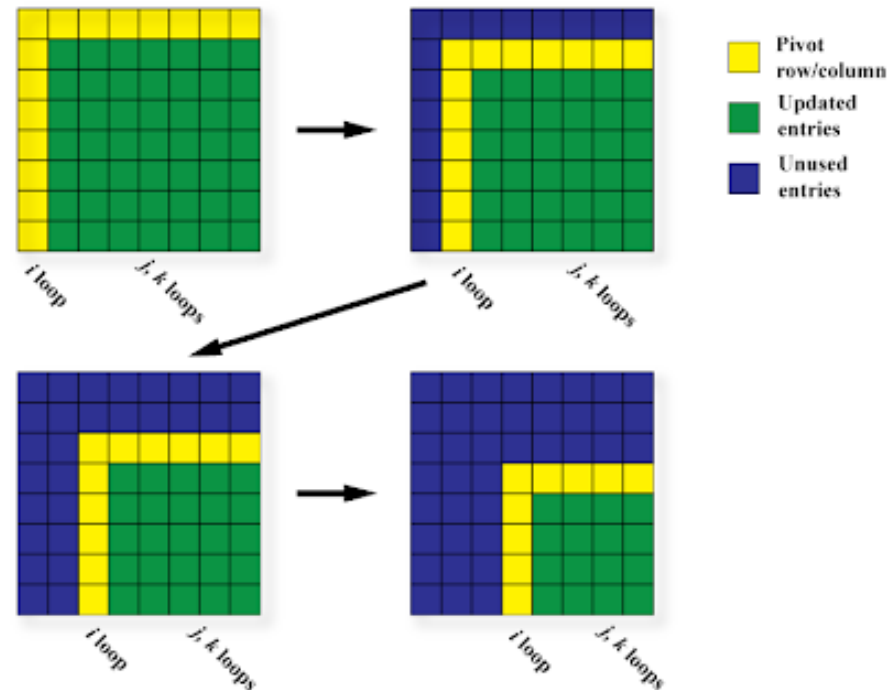 Pivot
row/column
Updated
entries
Unused
entries
i loop
j, k loops
i loop
j, k loops
i loop
j, k loops
i loop
j, k loops